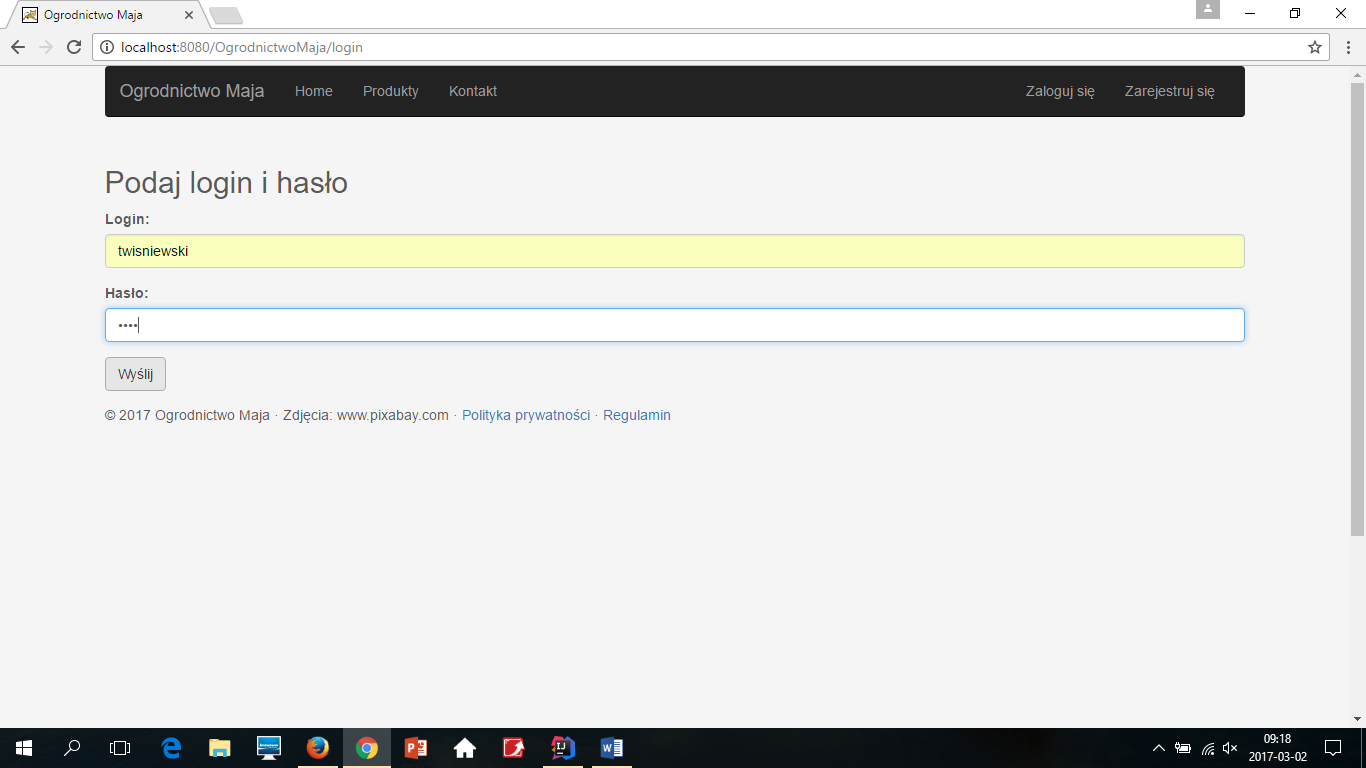 Ogrodnictwo Maja
localhost:8080/OgrodnictwoMaja/login
Ogrodnictwo Maja Home Produkty Kontakt Zaloguj się Zarejestruj się
Podaj login i hasło
Login:
twisniewski
Hasło:
••••
Wyślij
© 2017 Ogrodnictwo Maja · Zdjęcia: www.pixabay.com · Polityka prywatności · Regulamin
09:18
2017-03-02